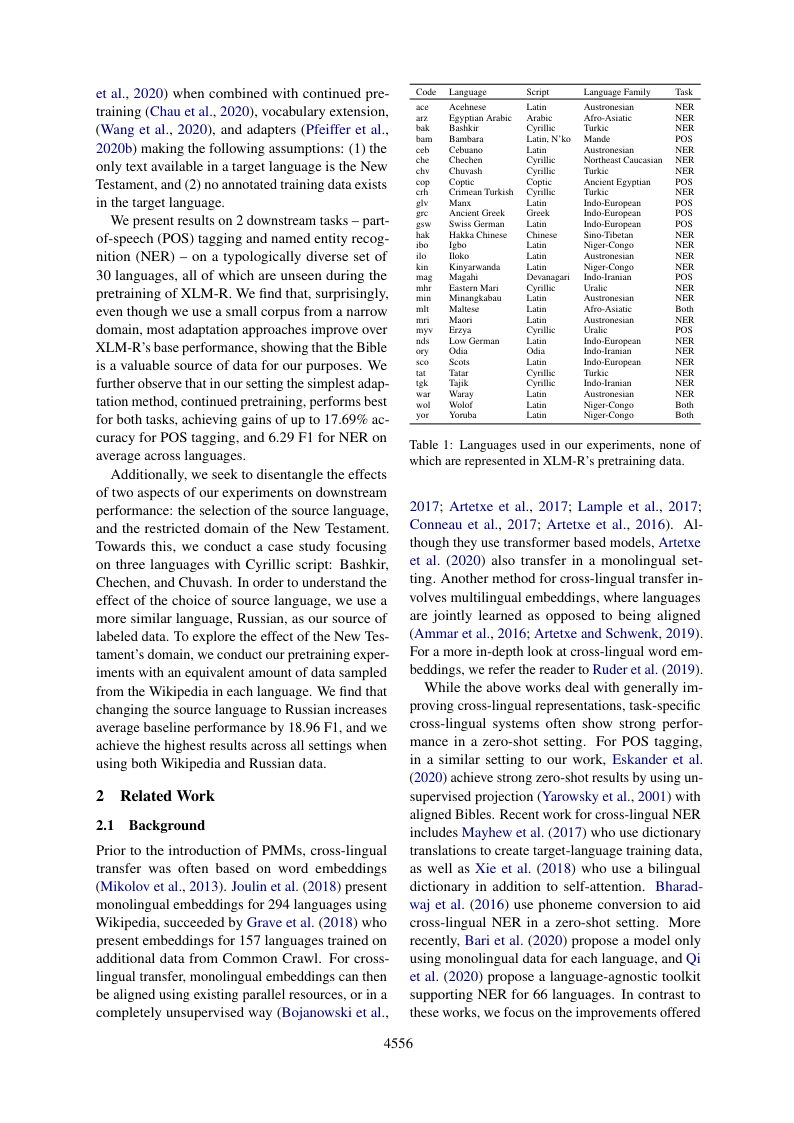 et al., 2020) when combined with continued pre-
training (Chau et al., 2020), vocabulary extension,
(Wang et al., 2020), and adapters (Pfeiffer et al.,
2020b) making the following assumptions: (1) the
only text available in a target language is the New
Testament, and (2) no annotated training data exists
in the target language.
We present results on 2 downstream tasks – part-
of-speech (POS) tagging and named entity recog-
nition (NER) – on a typologically diverse set of
30 languages, all of which are unseen during the
pretraining of XLM-R. We find that, surprisingly,
even though we use a small corpus from a narrow
domain, most adaptation approaches improve over
XLM-R's base performance, showing that the Bible
is a valuable source of data for our purposes. We
further observe that in our setting the simplest adap-
tation method, continued pretraining, performs best
for both tasks, achieving gains of up to 17.69% ac-
curacy for POS tagging, and 6.29 F1 for NER on
average across languages.
Additionally, we seek to disentangle the effects
of two aspects of our experiments on downstream
performance: the selection of the source language,
and the restricted domain of the New Testament.
Towards this, we conduct a case study focusing
on three languages with Cyrillic script: Bashkir,
Chechen, and Chuvash. In order to understand the
effect of the choice of source language, we use a
more similar language, Russian, as our source of
labeled data. To explore the effect of the New Tes-
tament's domain, we conduct our pretraining exper-
iments with an equivalent amount of data sampled
from the Wikipedia in each language. We find that
changing the source language to Russian increases
average baseline performance by 18.96 F1, and we
achieve the highest results across all settings when
using both Wikipedia and Russian data.
2 Related Work
2.1 Background
Prior to the introduction of PMMs, cross-lingual
transfer was often based on word embeddings
(Mikolov et al., 2013). Joulin et al. (2018) present
monolingual embeddings for 294 languages using
Wikipedia, succeeded by Grave et al. (2018) who
present embeddings for 157 languages trained on
additional data from Common Crawl. For cross-
lingual transfer, monolingual embeddings can then
be aligned using existing parallel resources, or in a
completely unsupervised way (Bojanowski et al.,
Code Language Script Language Family Task
ace Acehnese Latin Austronesian NER
arz Egyptian Arabic Arabic Afro-Asiatic NER
bak Bashkir Cyrillic Turkic NER
bam Bambara Latin, N'ko Mande POS
ceb Cebuano Latin Austronesian NER
che Chechen Cyrillic Northeast Caucasian NER
chv Chuvash Cyrillic Turkic NER
cop Coptic Coptic Ancient Egyptian POS
crh Crimean Turkish Cyrillic Turkic NER
glv Manx Latin Indo-European POS
grc Ancient Greek Greek Indo-European POS
gsw Swiss German Latin Indo-European POS
hak Hakka Chinese Chinese Sino-Tibetan NER
ibo Igbo Latin Niger-Congo NER
ilo Iloko Latin Austronesian NER
kin Kinyarwanda Latin Niger-Congo NER
mag Magahi Devanagari Indo-Iranian POS
mhr Eastern Mari Cyrillic Uralic NER
min Minangkabau Latin Austronesian NER
mlt Maltese Latin Afro-Asiatic Both
mri Maori Latin Austronesian NER
myv Erzya Cyrillic Uralic POS
nds Low German Latin Indo-European NER
ory Odia Odia Indo-Iranian NER
sco Scots Latin Indo-European NER
tat Tatar Cyrillic Turkic NER
tgk Tajik Cyrillic Indo-Iranian NER
war Waray Latin Austronesian NER
wol Wolof Latin Niger-Congo Both
yor Yoruba Latin Niger-Congo Both
Table 1: Languages used in our experiments, none of
which are represented in XLM-R's pretraining data.
2017; Artetxe et al., 2017; Lample et al., 2017;
Conneau et al., 2017; Artetxe et al., 2016). Al-
though they use transformer based models, Artetxe
et al. (2020) also transfer in a monolingual set-
ting. Another method for cross-lingual transfer in-
volves multilingual embeddings, where languages
are jointly learned as opposed to being aligned
(Ammar et al., 2016; Artetxe and Schwenk, 2019).
For a more in-depth look at cross-lingual word em-
beddings, we refer the reader to Ruder et al. (2019).
While the above works deal with generally im-
proving cross-lingual representations, task-specific
cross-lingual systems often show strong perfor-
mance in a zero-shot setting. For POS tagging,
in a similar setting to our work, Eskander et al.
(2020) achieve strong zero-shot results by using un-
supervised projection (Yarowsky et al., 2001) with
aligned Bibles. Recent work for cross-lingual NER
includes Mayhew et al. (2017) who use dictionary
translations to create target-language training data,
as well as Xie et al. (2018) who use a bilingual
dictionary in addition to self-attention. Bharad-
waj et al. (2016) use phoneme conversion to aid
cross-lingual NER in a zero-shot setting. More
recently, Bari et al. (2020) propose a model only
using monolingual data for each language, and Qi
et al. (2020) propose a language-agnostic toolkit
supporting NER for 66 languages. In contrast to
these works, we focus on the improvements offered
4556